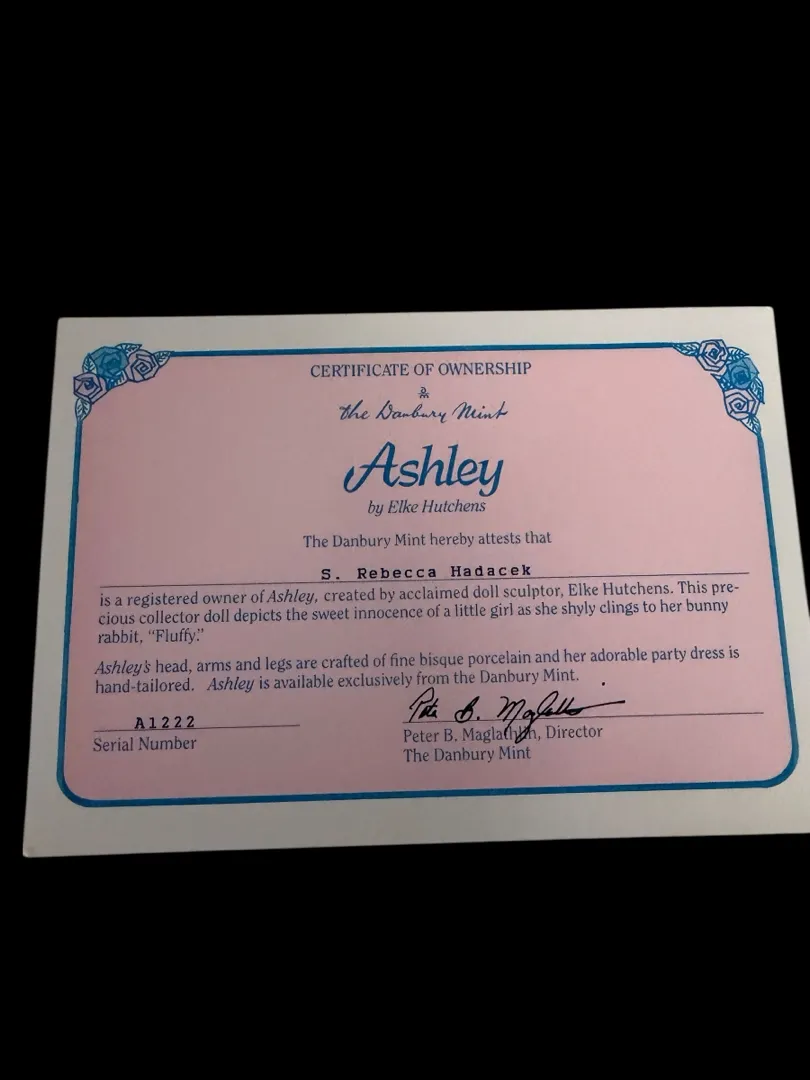 CERTIFICATE OF OWNERSHIP
the Danbury Mint
Ashley
by Elke Hutchens
The Danbury Mint hereby attests that
S. Rebecca Hadacek
is a registered owner of Ashley, created by acclaimed doll sculptor, Elke Hutchens. This pre-
cious collector doll depicts the sweet innocence of a little girl as she shyly clings to her bunny
rabbit, “Fluffy.”
Ashley's head, arms and legs are crafted of fine bisque porcelain and her adorable party dress is
hand-tailored. Ashley is available exclusively from the Danbury Mint.
A1222
Serial Number
Peter B. Maglathlin
Peter B. Maglathlin, Director
The Danbury Mint